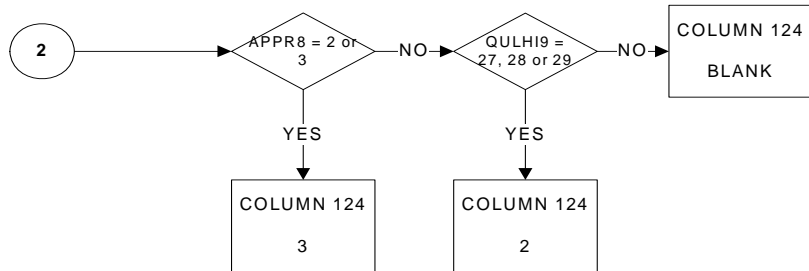 2
APPR8 = 2 or
3
NO
QULHI9 =
27, 28 or 29
NO
COLUMN 124
BLANK
YES
YES
COLUMN 124
3
COLUMN 124
2